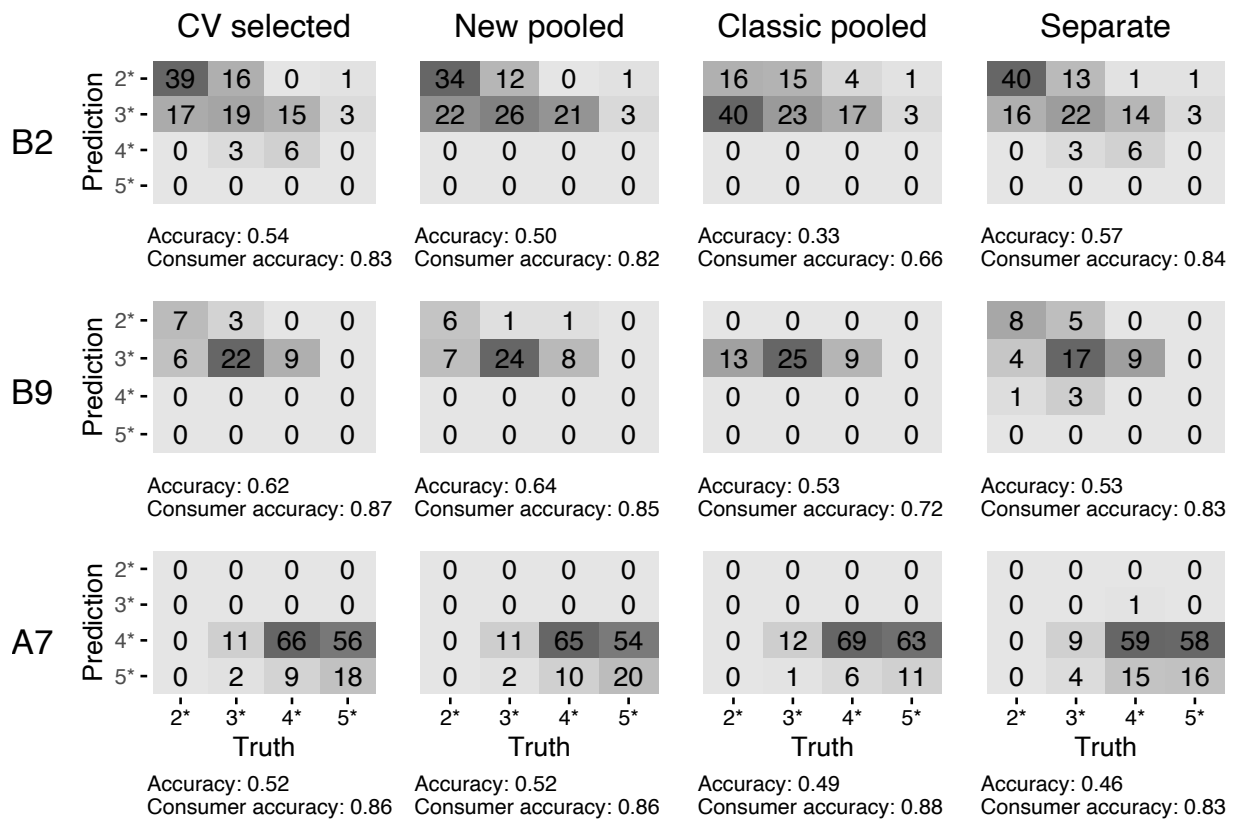 CV selected New pooled Classic pooled Separate
B2
Prediction
2* 39 16 0 1 34 12 0 1 16 15 4 1 40 13 1 1
3* 17 19 15 3 22 26 21 3 40 23 17 3 16 22 14 3
4* 0 3 6 0 0 0 0 0 0 0 0 0 0 3 6 0
5* 0 0 0 0 0 0 0 0 0 0 0 0 0 0 0 0
Accuracy: 0.54 Accuracy: 0.50 Accuracy: 0.33 Accuracy: 0.57
Consumer accuracy: 0.83 Consumer accuracy: 0.82 Consumer accuracy: 0.66 Consumer accuracy: 0.84
B9
Prediction
2* 7 3 0 0 6 1 1 0 0 0 0 0 8 5 0 0
3* 6 22 9 0 7 24 8 0 13 25 9 0 4 17 9 0
4* 0 0 0 0 0 0 0 0 0 0 0 0 1 3 0 0
5* 0 0 0 0 0 0 0 0 0 0 0 0 0 0 0 0
Accuracy: 0.62 Accuracy: 0.64 Accuracy: 0.53 Accuracy: 0.53
Consumer accuracy: 0.87 Consumer accuracy: 0.85 Consumer accuracy: 0.72 Consumer accuracy: 0.83
A7
Prediction
2* 0 0 0 0 0 0 0 0 0 0 0 0 0 0 0 0
3* 0 0 0 0 0 0 0 0 0 0 0 0 0 0 1 0
4* 0 11 66 56 0 11 65 54 0 12 69 63 0 9 59 58
5* 0 2 9 18 0 2 10 20 0 1 6 11 0 4 15 16
2* 3* 4* 5* 2* 3* 4* 5* 2* 3* 4* 5* 2* 3* 4* 5*
Truth Truth Truth Truth
Accuracy: 0.52 Accuracy: 0.52 Accuracy: 0.49 Accuracy: 0.46
Consumer accuracy: 0.86 Consumer accuracy: 0.86 Consumer accuracy: 0.88 Consumer accuracy: 0.83